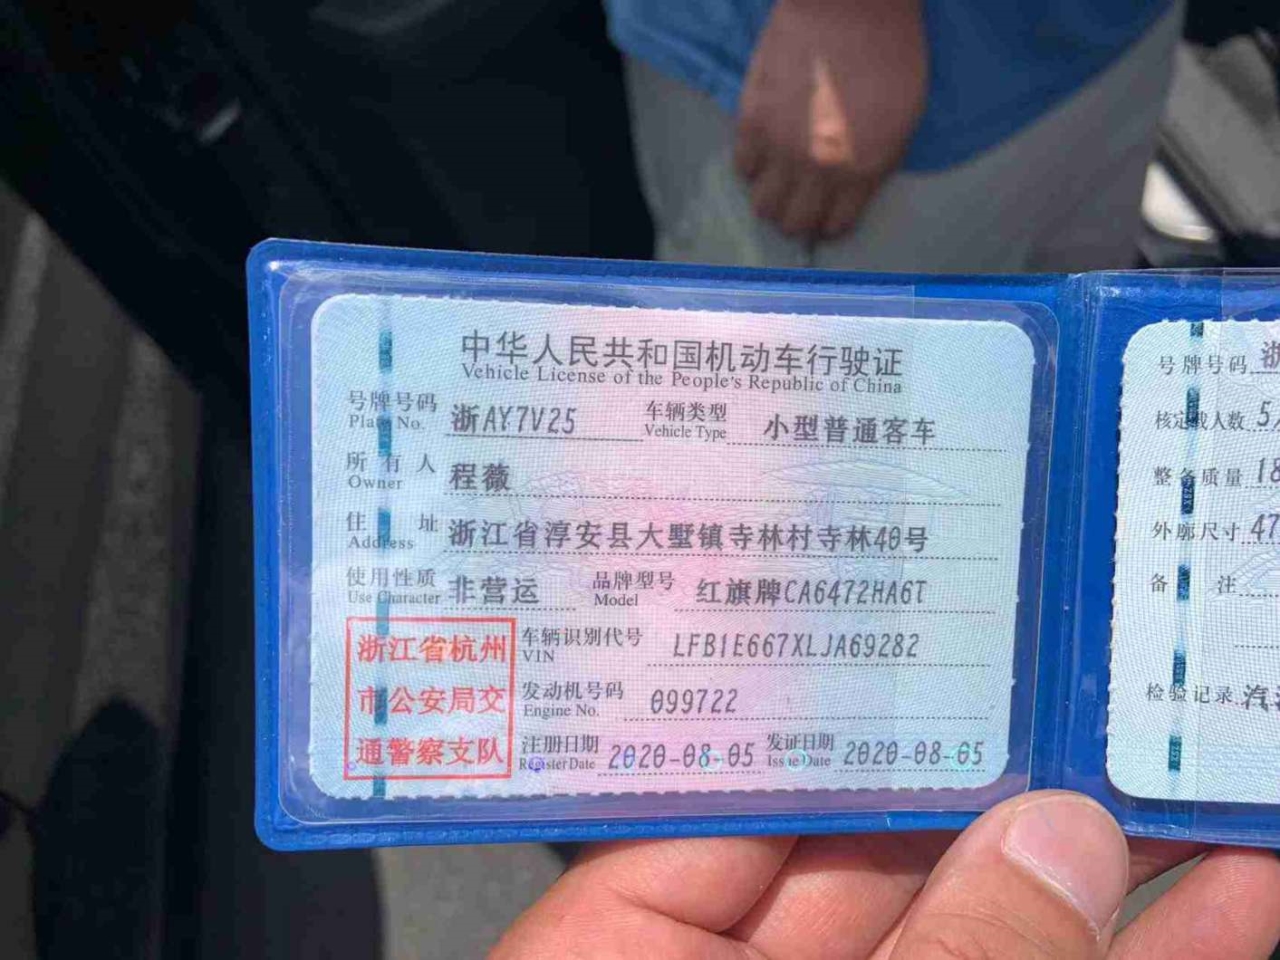 中华人民共和国机动车行驶证
Vehicle License of the People's Republic of China
号牌号码 浙AY7V25 车辆类型 小型普通客车
Plate No. Vehicle Type
所有人 程薇
Owner
住址 浙江省淳安县大墅镇寺林村寺林40号
Address
使用性质 非营运 品牌型号 红旗牌CA6472HA6T
Use Character Model
浙江省杭州
市公安局交
通警察支队
车辆识别代号 LFB1E667XLJA69282
VIN
发动机号码 099722
Engine No.
注册日期 2020-08-05 发证日期 2020-08-05
Register Date Issue Date
号牌号码 浙
核定载人数 5
整备质量 18
外廓尺寸 47
备注
检验记录 汽